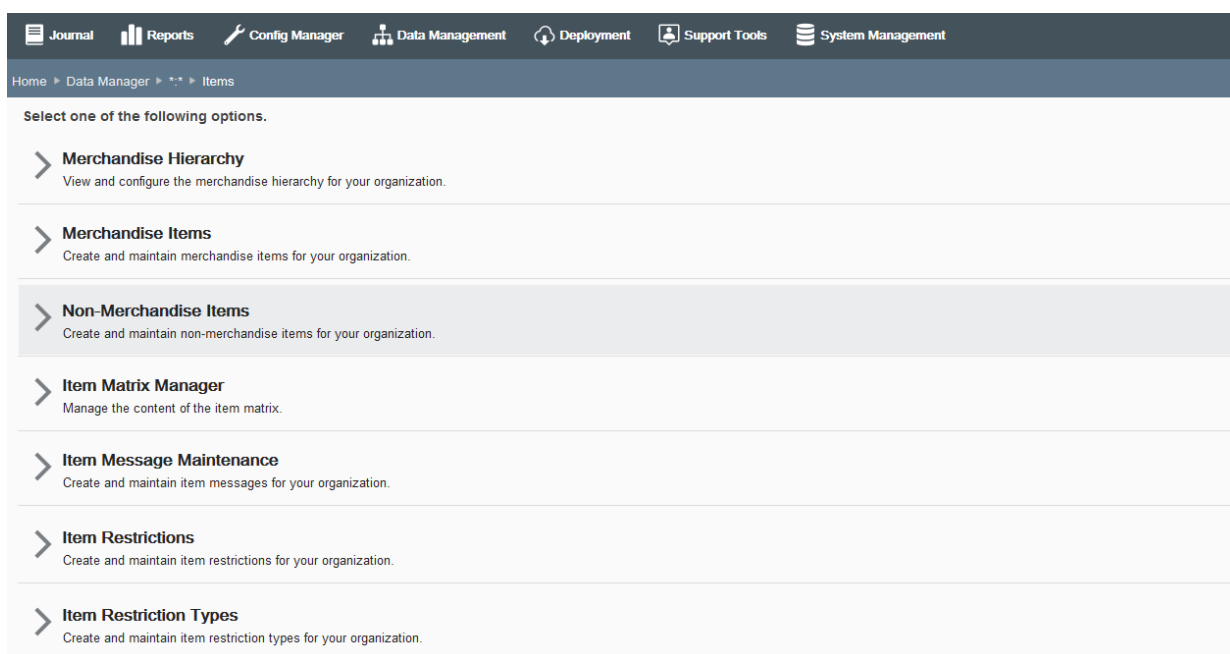 Journal Reports Config Manager Data Management Deployment Support Tools System Management
Home Data Manager *:* Items
Select one of the following options.
Merchandise Hierarchy
View and configure the merchandise hierarchy for your organization.
Merchandise Items
Create and maintain merchandise items for your organization.
Non-Merchandise Items
Create and maintain non-merchandise items for your organization.
Item Matrix Manager
Manage the content of the item matrix.
Item Message Maintenance
Create and maintain item messages for your organization.
Item Restrictions
Create and maintain item restrictions for your organization.
Item Restriction Types
Create and maintain item restriction types for your organization.